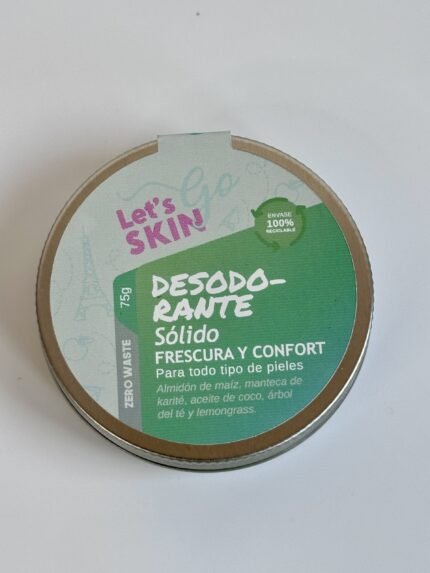 Go
Let's
SKIN
ENVASE
100%
RECICLABLE
75g
ZERO WASTE
DESODO-
RANTE
Sólido
FRESCURA Y CONFORT
Para todo tipo de pieles
Almidón de maíz, manteca de
karité, aceite de coco, árbol
del té y lemongrass.